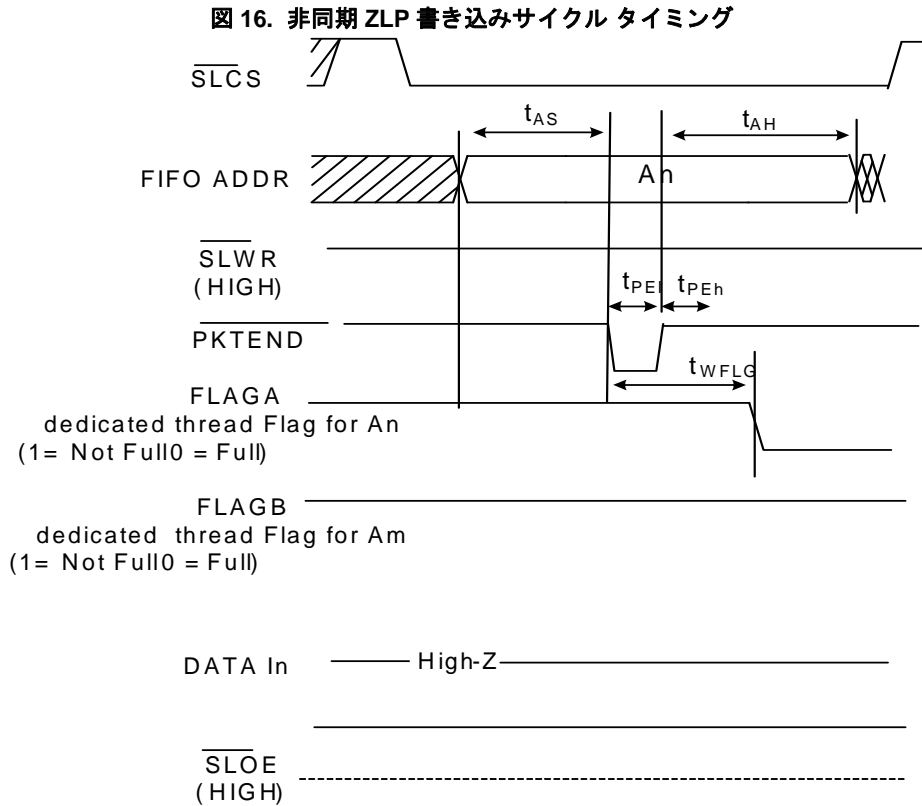 図 16. 非同期 ZLP 書き込みサイクル タイミング
SLCS
tAS
tAH
FIFO ADDR
An
SLWR
(HIGH)
tPEl
tPEh
PKTEND
tWFLG
FLAGA
dedicated thread Flag for An
(1= Not Full0 = Full)
FLAGB
dedicated thread Flag for Am
(1= Not Full0 = Full)
DATA In
High-Z
SLOE
(HIGH)